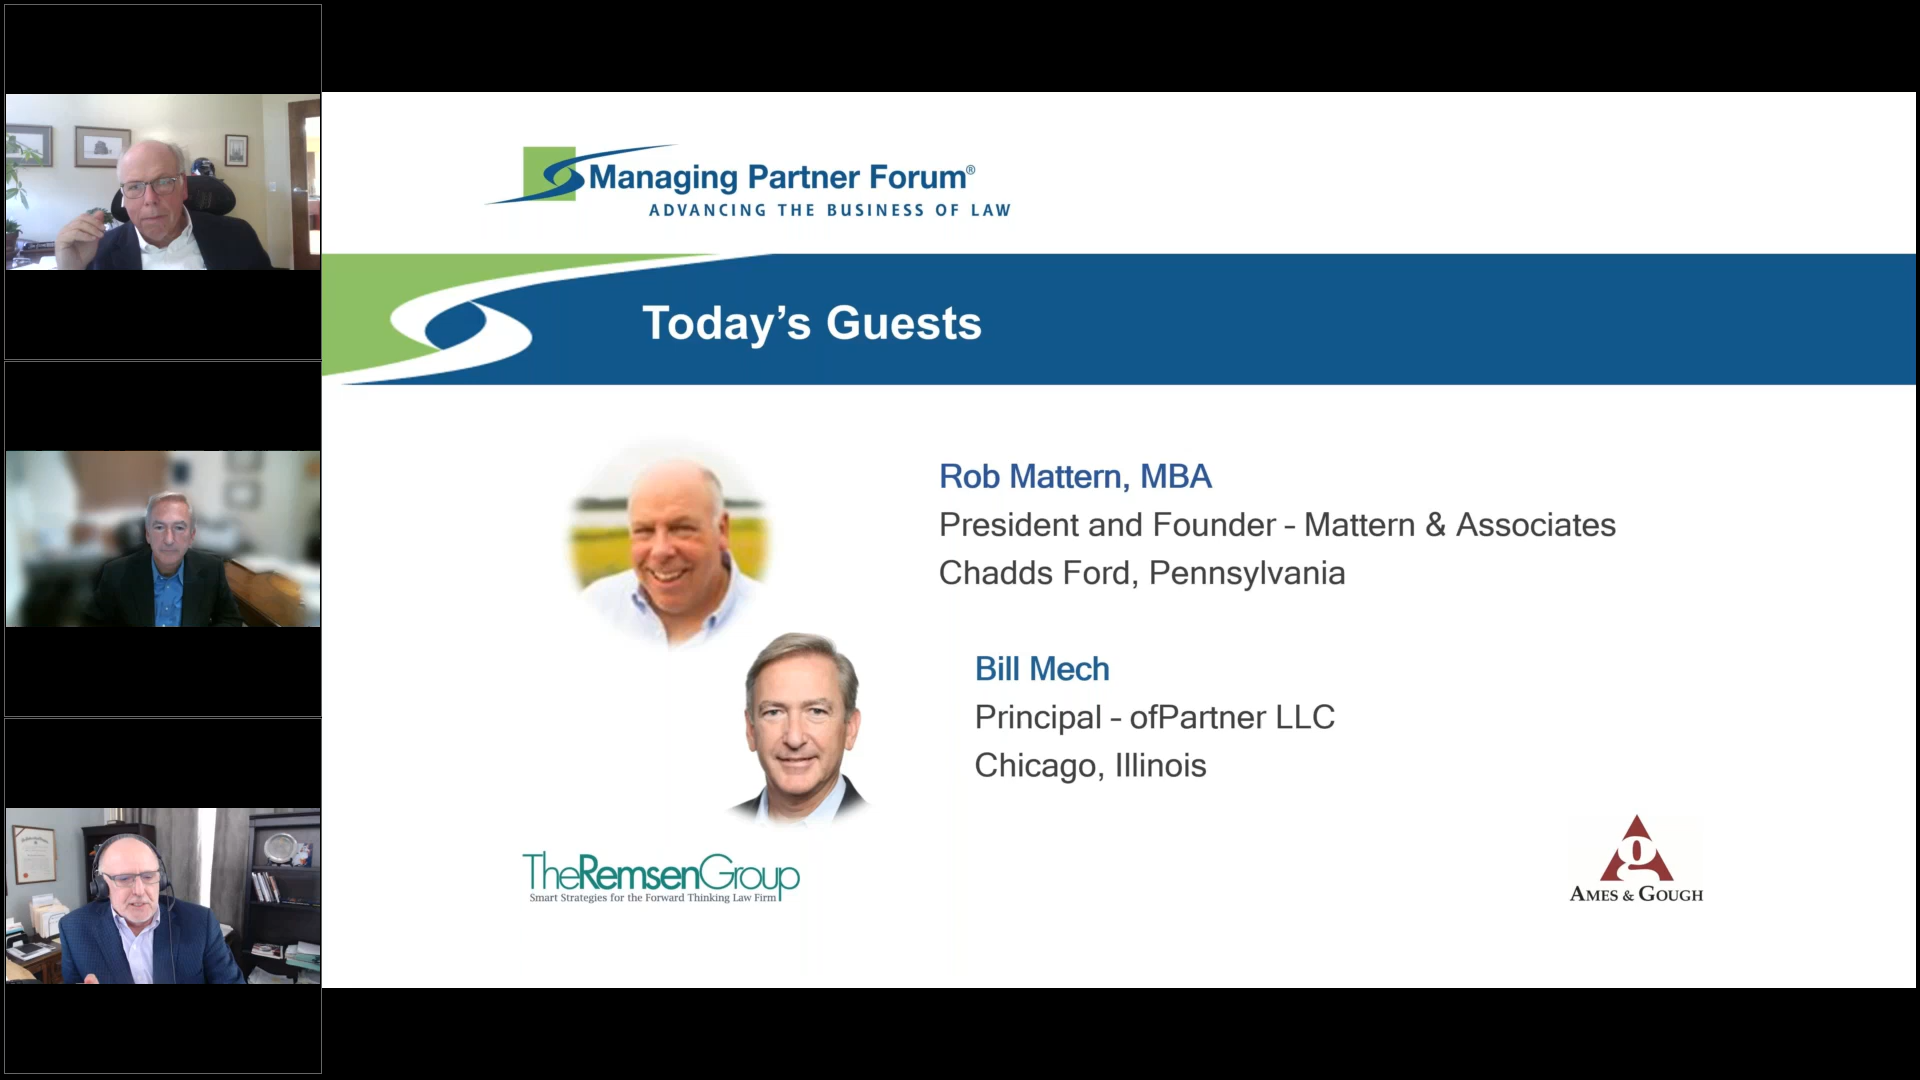 Managing Partner Forum®
ADVANCING THE BUSINESS OF LAW
Today's Guests
Rob Mattern, MBA
President and Founder – Mattern & Associates
Chadds Ford, Pennsylvania
Bill Mech
Principal – ofPartner LLC
Chicago, Illinois
TheRemsenGroup
Smart Strategies for the Forward Thinking Law Firm
g
AMES & GOUGH